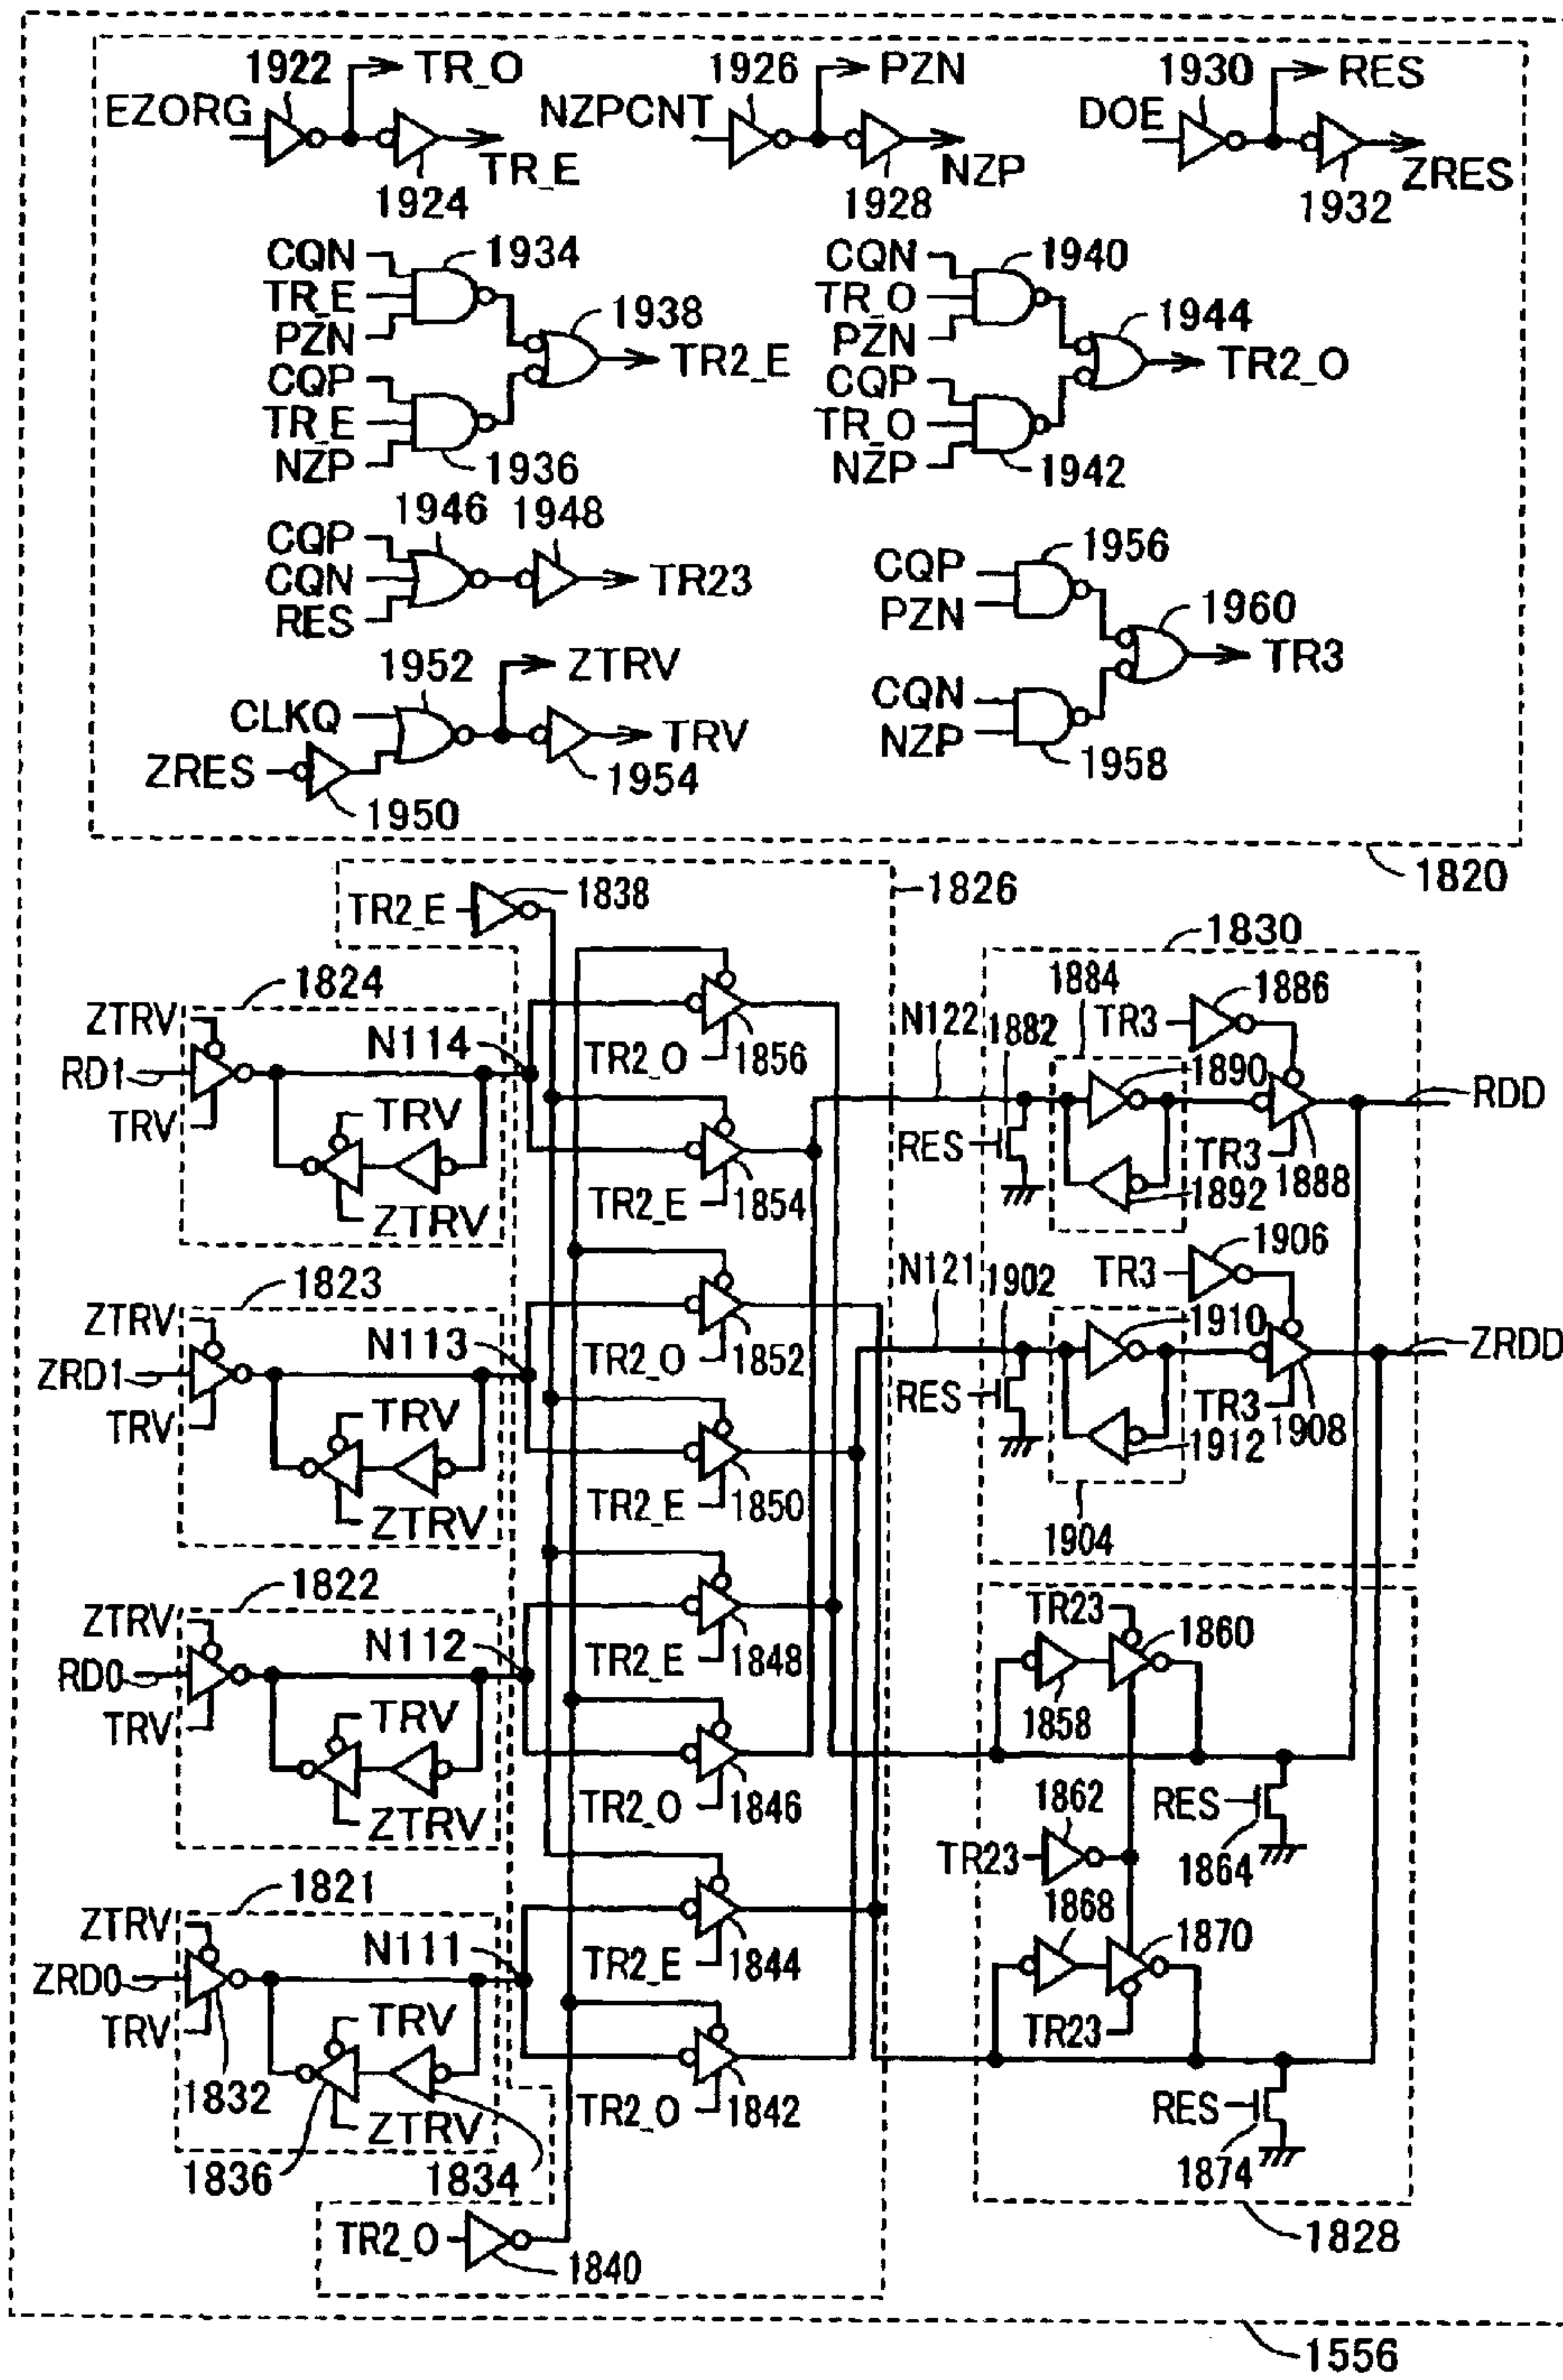 1922 TR_O 1926 PZN 1930 RES
EZORG NZPCNT DOE
TR_E NZP ZRES
1924 1928 1932
CQN 1934 CQN 1940
TR_E TR_O
PZN 1938 PZN 1944
TR2_E TR2_O
CQP CQP
TR_E TR_O
NZP 1936 NZP 1942
1946 1948
CQP 1956
CQN TR23 CQP
RES PZN 1960
1952 ZTRV TR3
CLKQ CQN
TRV NZP
ZRES 1954 1958
1950
1820
TR2_E 1838 1826
1830
1824 1884 1886
ZTRV N114 N122 1882 TR3
RD1 TR2_O 1856 1890 RDD
TRV TRV RES
TR3
ZTRV TR2_E 1854 1892 1888
1906
1823 N121 1902 TR3
ZTRV N113 1910
ZRD1 TR2_O 1852 ZRDD
TRV TRV RES TR3
1912 1908
ZTRV TR2_E 1850
1904
1822
ZTRV TR23
N112 1860
RD0 TR2_E 1848
TRV TRV 1858
1862
ZTRV TR2_O 1846 RES
TR23 1864
1821 1868
ZTRV N111 1870
ZRD0 TR2_E 1844
TRV TRV TR23
1832 ZTRV TR2_O 1842 RES
1836 1834 1874
TR2_O 1840 1828
1556